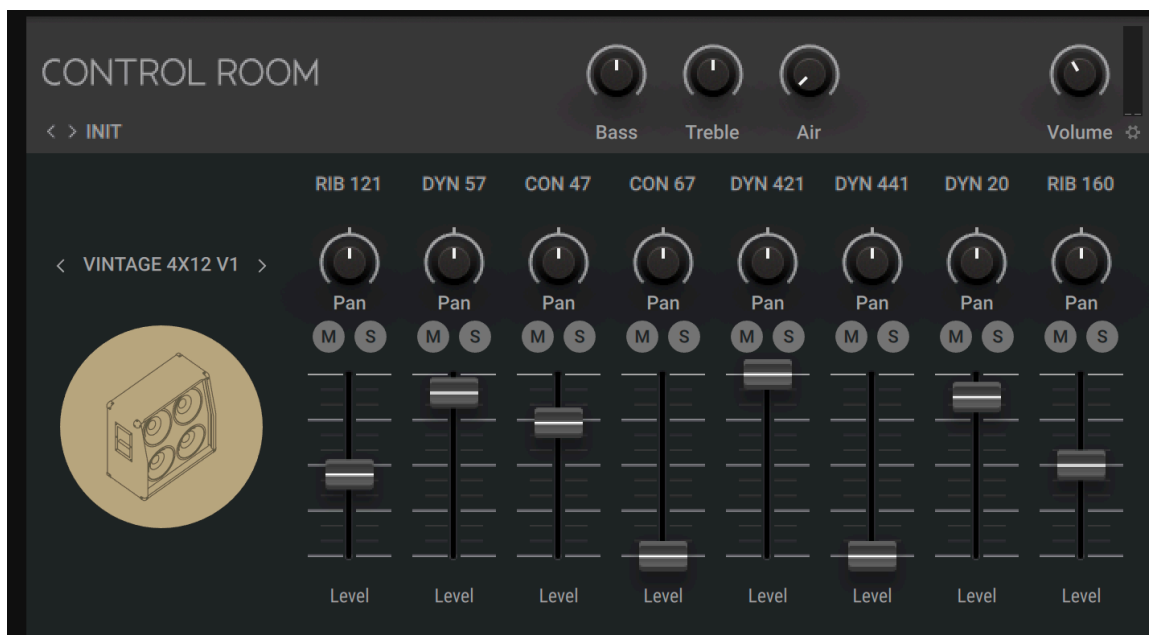 CONTROL ROOM
Bass Treble Air Volume
< > INIT
RIB 121 DYN 57 CON 47 CON 67 DYN 421 DYN 441 DYN 20 RIB 160
< VINTAGE 4X12 V1 >
Pan Pan Pan Pan Pan Pan Pan Pan
M S M S M S M S M S M S M S M S
Level Level Level Level Level Level Level Level